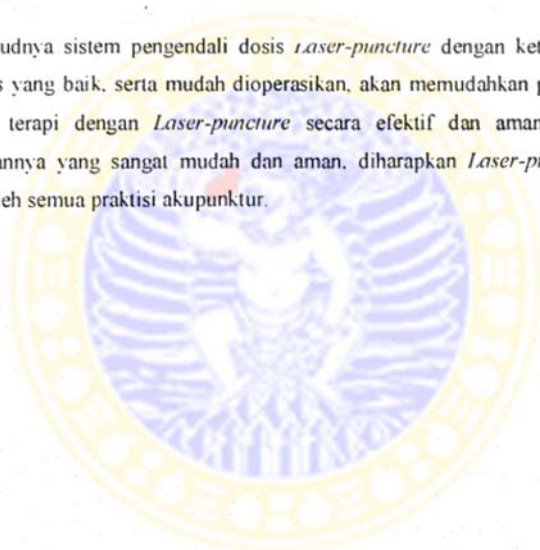 udnya sistem pengendali dosis Laser-puncture dengan ket
s yang baik, serta mudah dioperasikan, akan memudahkan p
terapi dengan Laser-puncture secara efektif dan aman
annya yang sangat mudah dan aman, diharapkan Laser-pu
eh semua praktisi akupunktur.